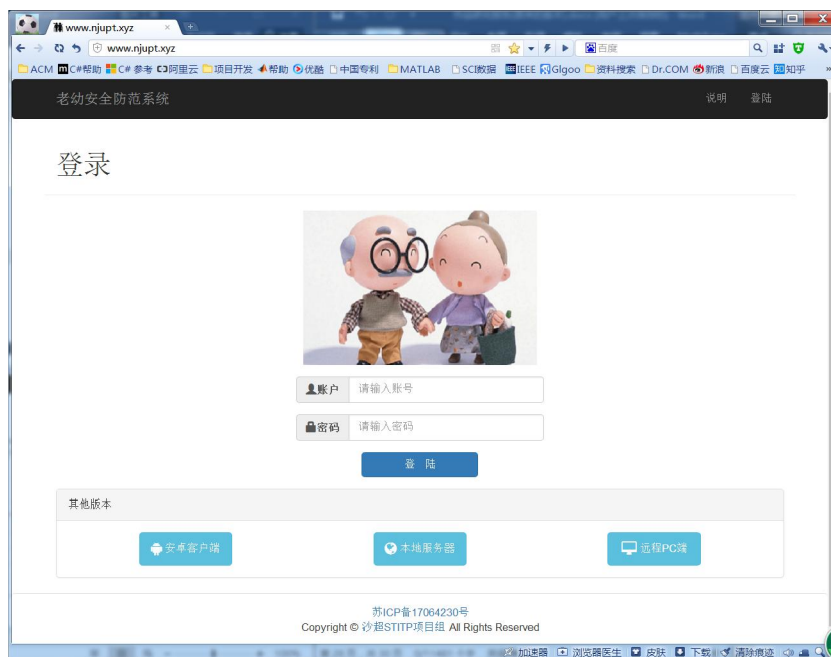 www.njupt.xyz
www.njupt.xyz 百度
ACM C#帮助 C# 参考 阿里云 项目开发 帮助 优酷 中国专利 MATLAB SCI数据 IEEE Glgoo 资料搜索 Dr.COM 新浪 百度云 知乎 »
老幼安全防范系统 说明 登陆
登录
账户 请输入账号
密码 请输入密码
登 陆
其他版本
安卓客户端 本地服务器 远程PC端
苏ICP备17064230号
Copyright © 沙超STITP项目组 All Rights Reserved
加速器 浏览器医生 皮肤 下载 清除痕迹